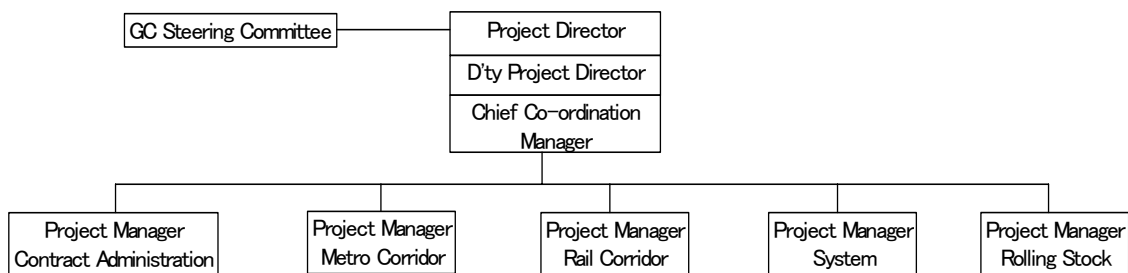 GC Steering Committee
Project Director
D'ty Project Director
Chief Co-ordination
Manager
Project Manager
Contract Administration
Project Manager
Metro Corridor
Project Manager
Rail Corridor
Project Manager
System
Project Manager
Rolling Stock